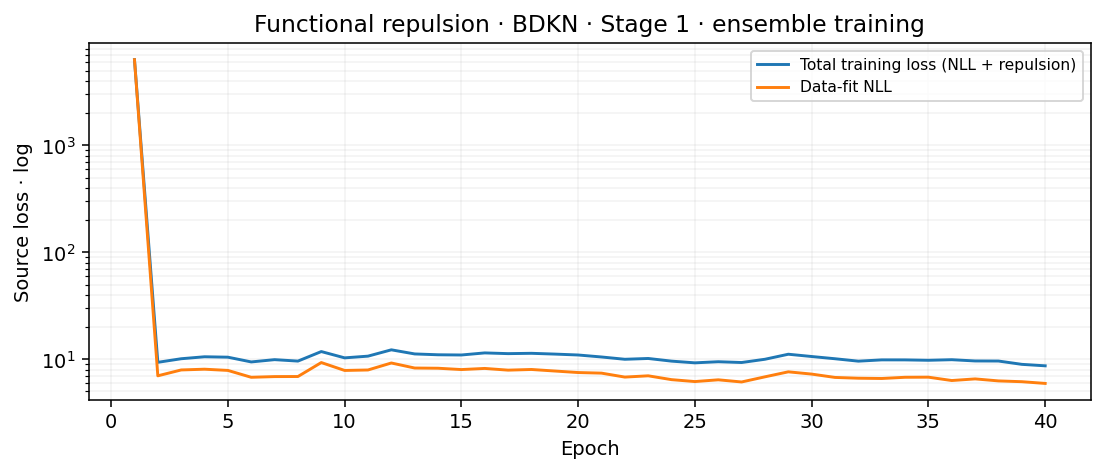 Functional repulsion · BDKN · Stage 1 · ensemble training
Total training loss (NLL + repulsion)
Data-fit NLL
Source loss · log
10³
10²
10¹
0 5 10 15 20 25 30 35 40
Epoch